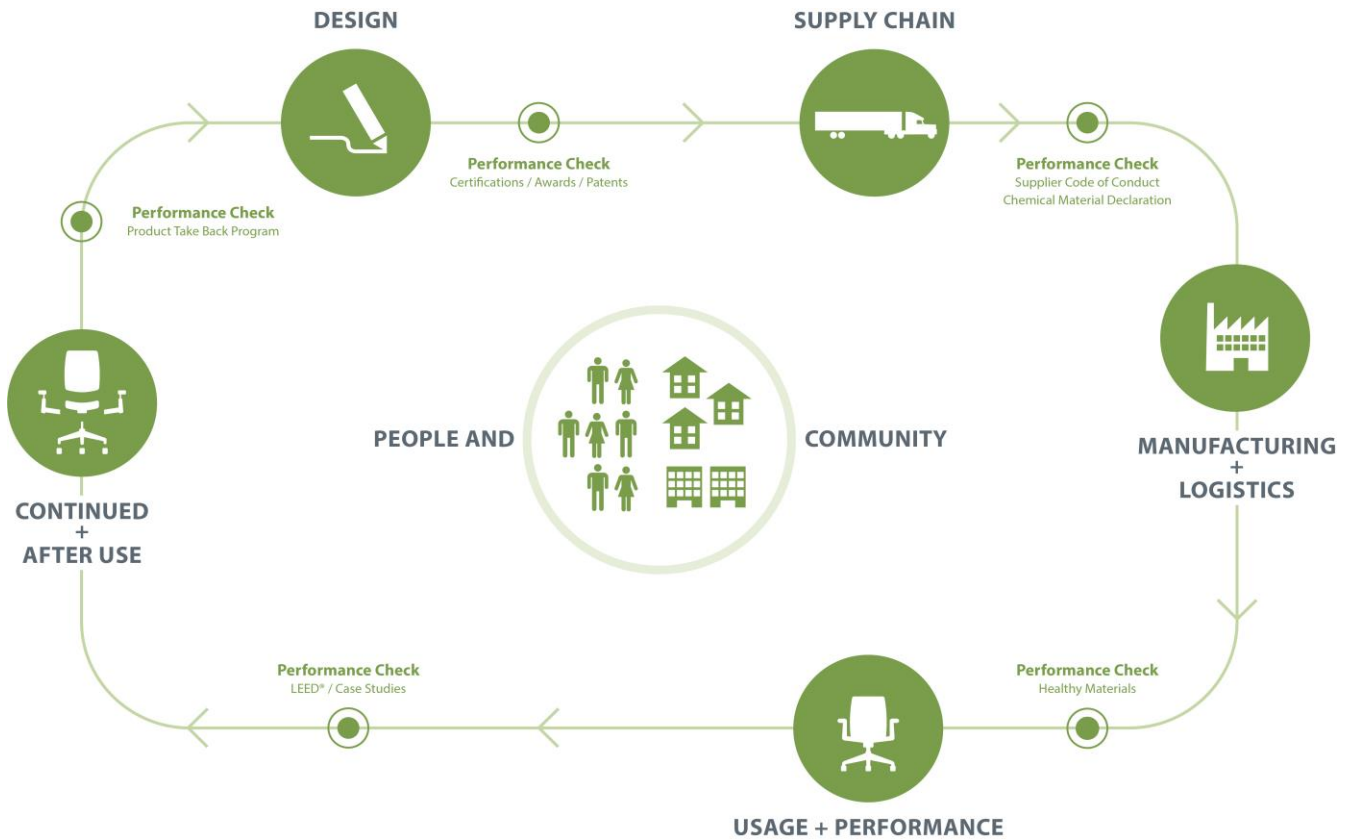 DESIGN
SUPPLY CHAIN
Performance Check
Certifications / Awards / Patents
Performance Check
Supplier Code of Conduct
Chemical Material Declaration
Performance Check
Product Take Back Program
PEOPLE AND
COMMUNITY
MANUFACTURING
+
LOGISTICS
CONTINUED
+
AFTER USE
Performance Check
LEED® / Case Studies
Performance Check
Healthy Materials
USAGE + PERFORMANCE